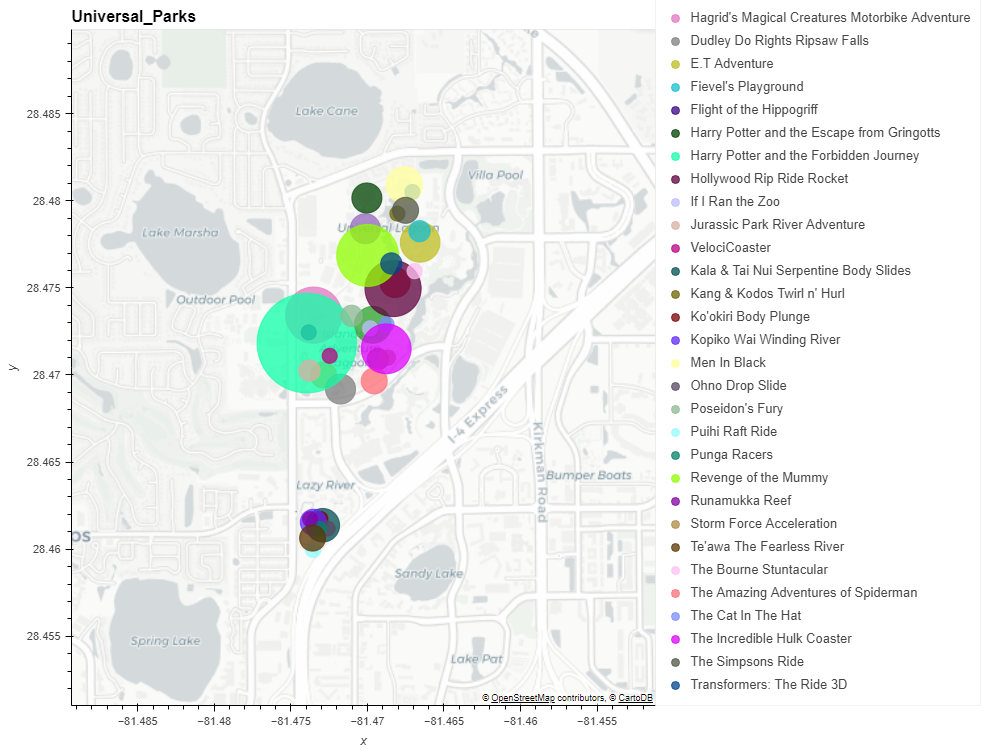 Universal_Parks
Hagrid's Magical Creatures Motorbike Adventure
Dudley Do Rights Ripsaw Falls
E.T Adventure
Fievel's Playground
Flight of the Hippogriff
Harry Potter and the Escape from Gringotts
Harry Potter and the Forbidden Journey
Hollywood Rip Ride Rocket
If I Ran the Zoo
Jurassic Park River Adventure
VelociCoaster
Kala & Tai Nui Serpentine Body Slides
Kang & Kodos Twirl n' Hurl
Ko'okiri Body Plunge
Kopiko Wai Winding River
Men In Black
Ohno Drop Slide
Poseidon's Fury
Puihi Raft Ride
Punga Racers
Revenge of the Mummy
Runamukka Reef
Storm Force Acceleration
Te'awa The Fearless River
The Bourne Stuntacular
The Amazing Adventures of Spiderman
The Cat In The Hat
The Incredible Hulk Coaster
The Simpsons Ride
Transformers: The Ride 3D
28.485
28.48
28.475
28.47
28.465
28.46
28.455
y
Lake Cane
Villa Pool
Lake Marsha
Outdoor Pool
I-4 Express
Kirkman Road
Bumper Boats
Lazy River
OS
Sandy Lake
Spring Lake
Lake Pat
© OpenStreetMap contributors, © CartoDB
−81.485
−81.48
−81.475
−81.47
−81.465
−81.46
−81.455
x